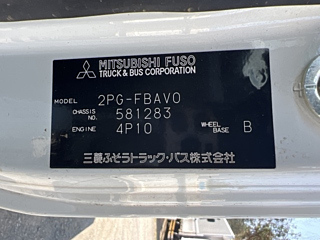 MITSUBISHI FUSO
TRUCK & BUS CORPORATION
MODEL 2PG-FBAV0
CHASSIS NO. 581283
ENGINE 4P10 WHEEL BASE B
三菱ふそうトラック・バス株式会社